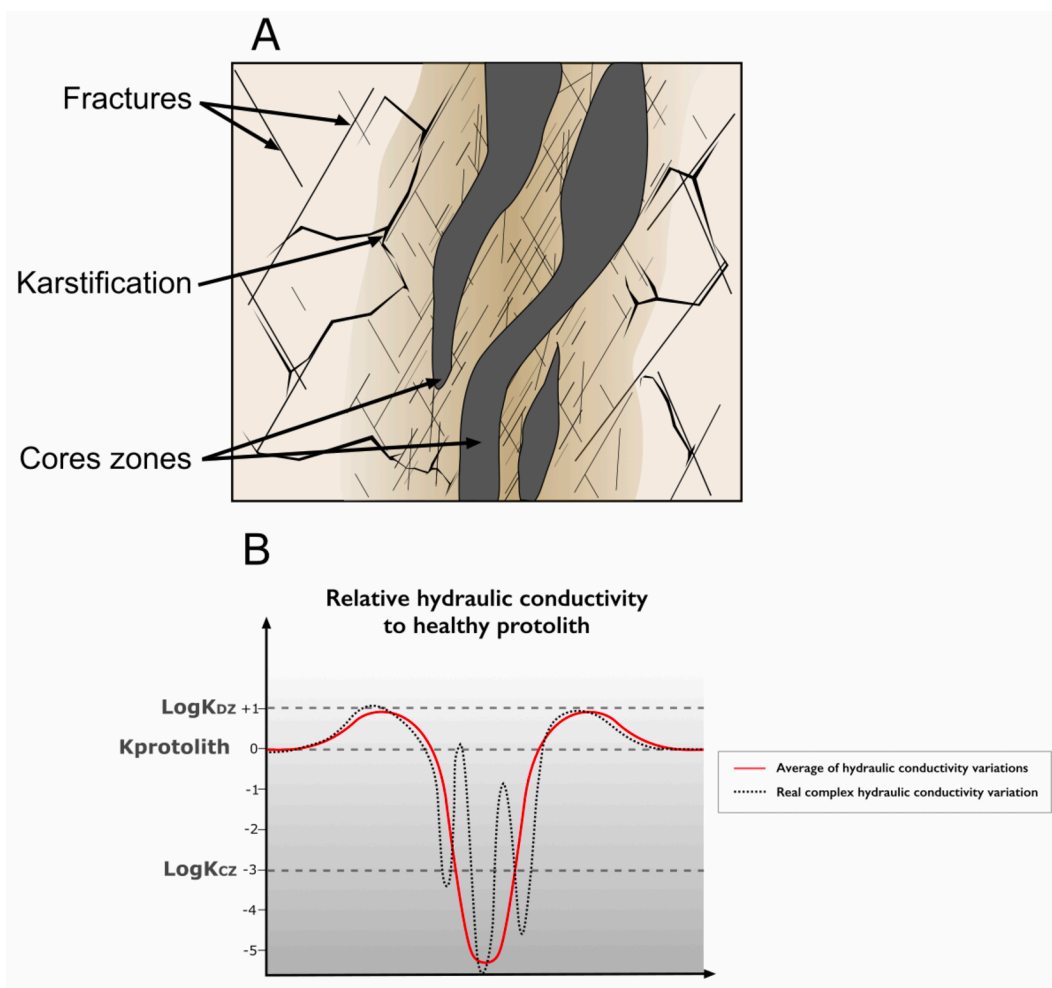 A
Fractures
Karstification
Cores zones
B
Relative hydraulic conductivity
to healthy protolith
LogKDZ +1
Kprotolith 0
-1
-2
LogKCZ -3
-4
-5
Average of hydraulic conductivity variations
Real complex hydraulic conductivity variation